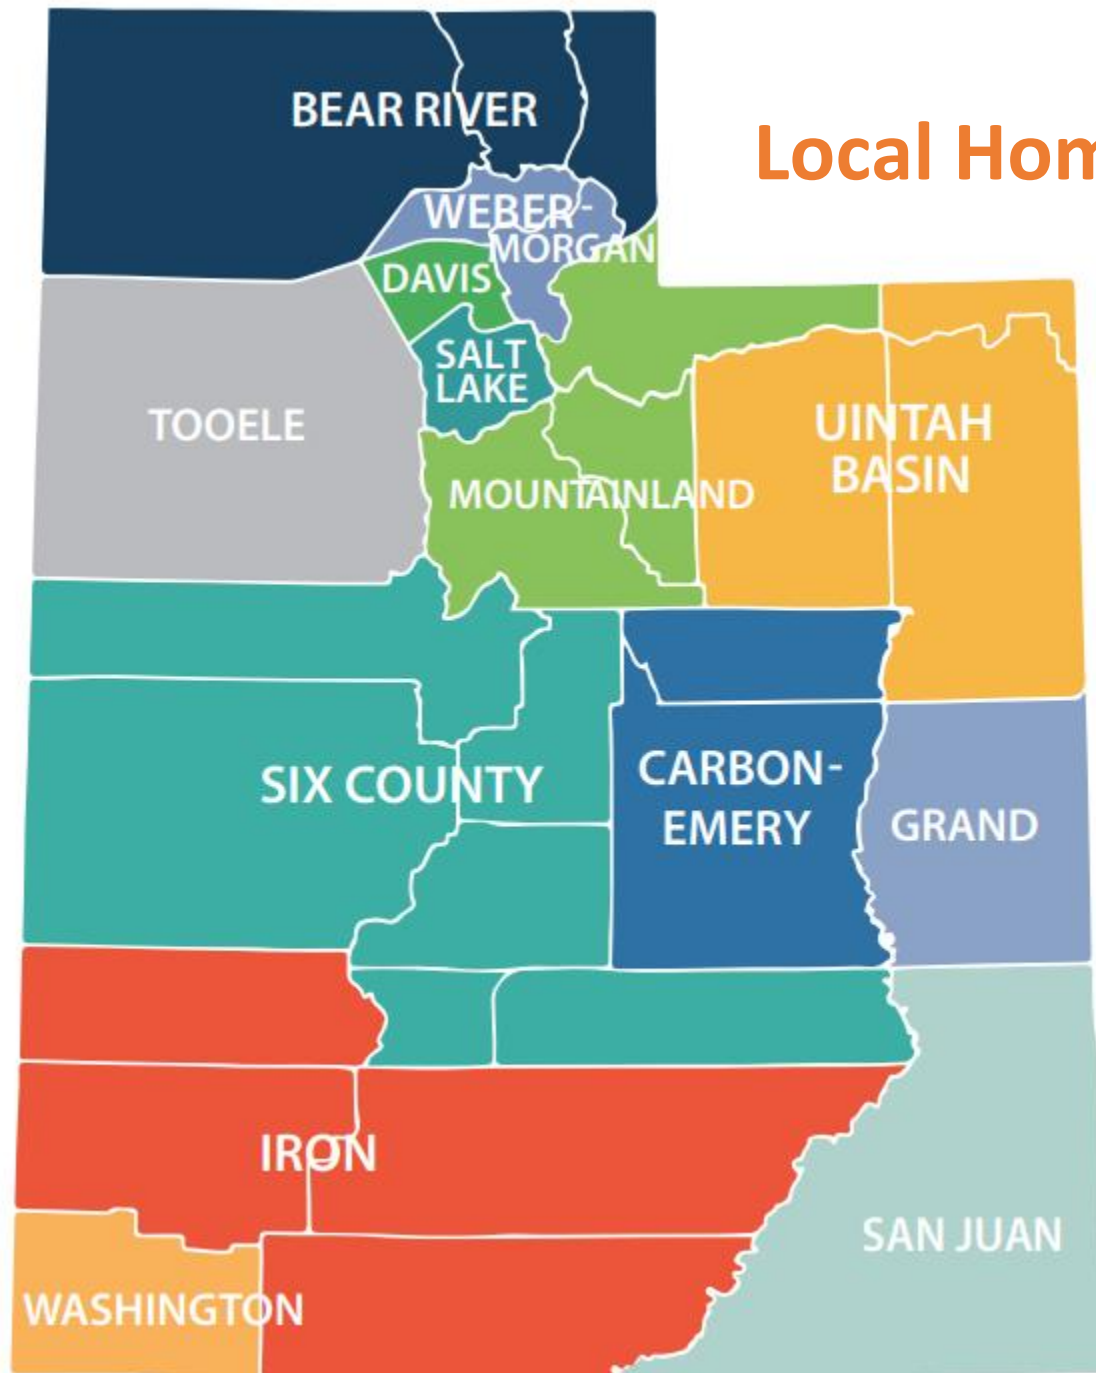 BEAR RIVER
Local Hom
WEBER-
MORGAN
DAVIS
SALT
LAKE
TOOELE
UINTAH
BASIN
MOUNTAINLAND
SIX COUNTY
CARBON-
EMERY
GRAND
IRON
SAN JUAN
WASHINGTON